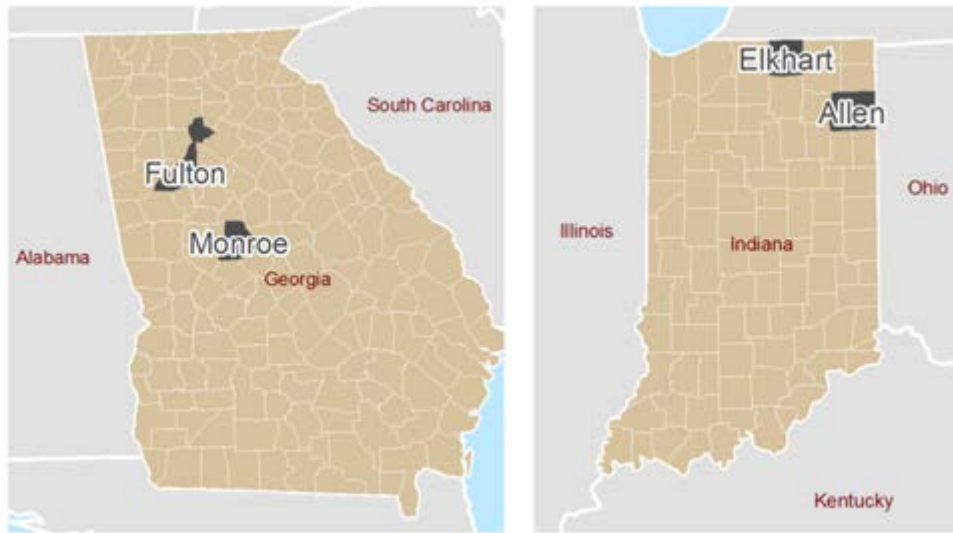 South Carolina
Fulton
Monroe
Alabama
Georgia
Elkhart
Allen
Ohio
Illinois
Indiana
Kentucky